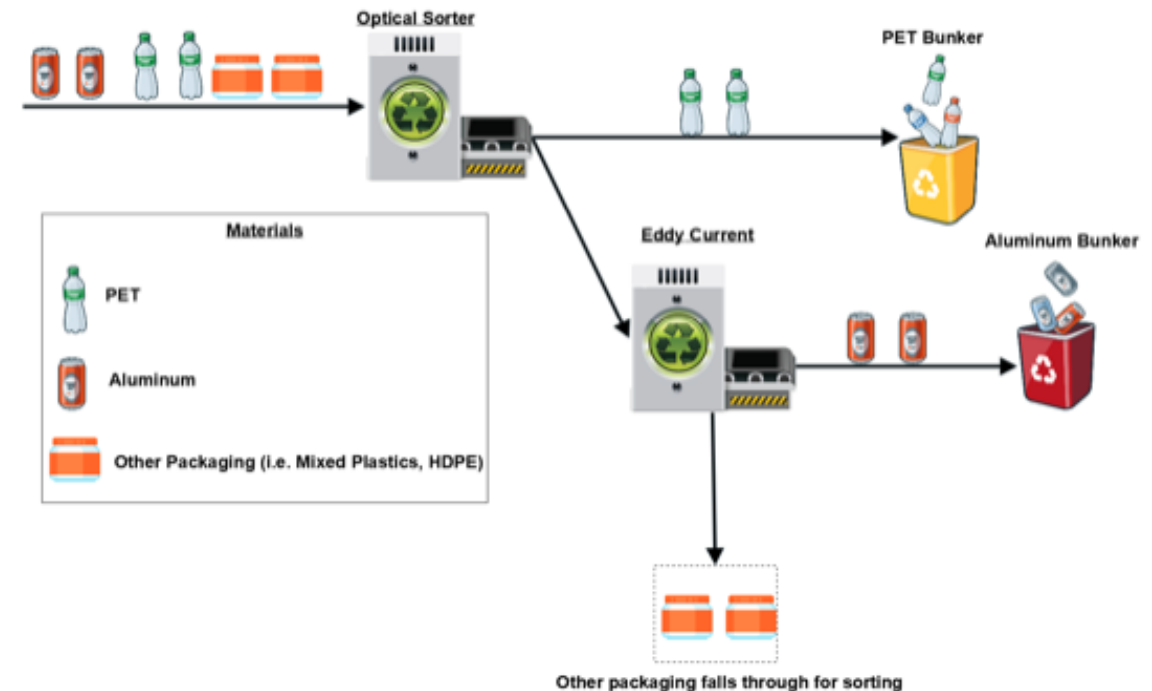 Optical Sorter
PET Bunker
Materials
PET
Aluminum
Other Packaging (i.e. Mixed Plastics, HDPE)
Eddy Current
Aluminum Bunker
Other packaging falls through for sorting